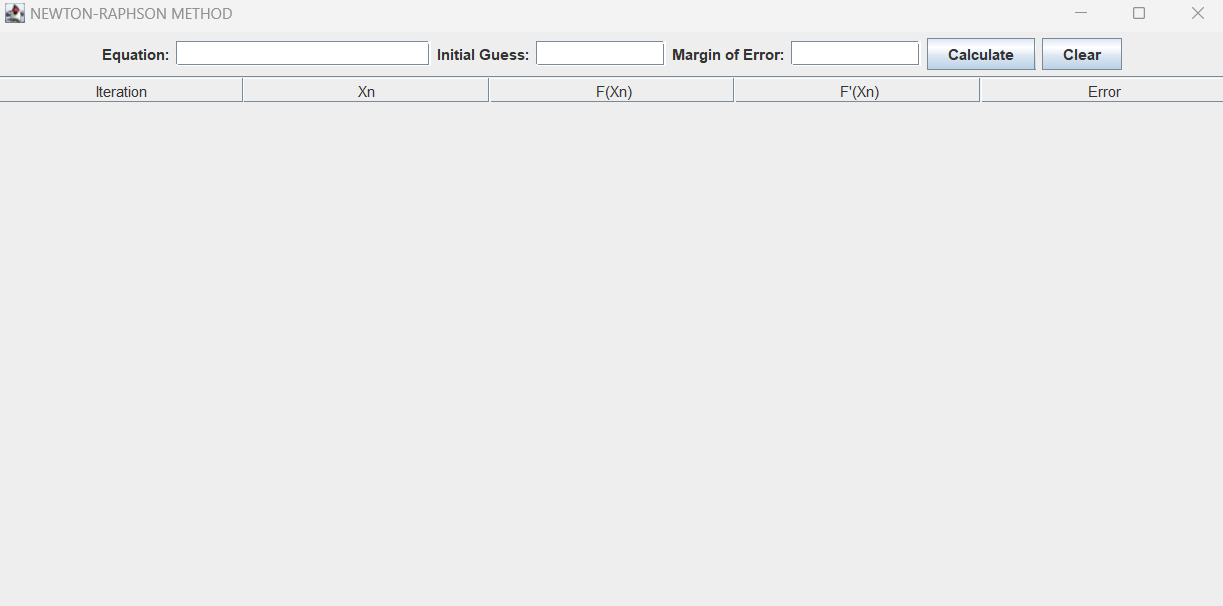 NEWTON-RAPHSON METHOD
Equation: Initial Guess: Margin of Error: Calculate Clear
Iteration Xn F(Xn) F'(Xn) Error